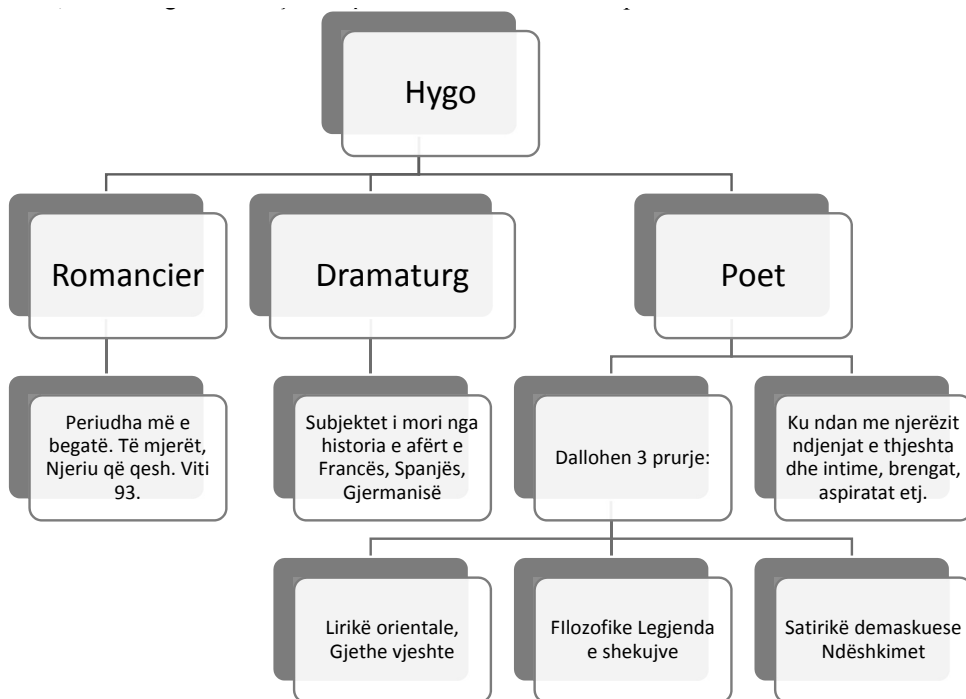 Hygo
Romancier
Dramaturg
Poet
Periudha më e
begatë. Të mjerët,
Njeriu që qesh. Viti
93.
Subjektet i mori nga
historia e afërt e
Francës, Spanjës,
Gjermanisë
Dallohen 3 prurje:
Ku ndan me njerëzit
ndjenjat e thjeshta
dhe intime, brengat,
aspiratat etj.
Lirikë orientale,
Gjethe vjeshte
FIlozofike Legjenda
e shekujve
Satirikë demaskuese
Ndëshkimet